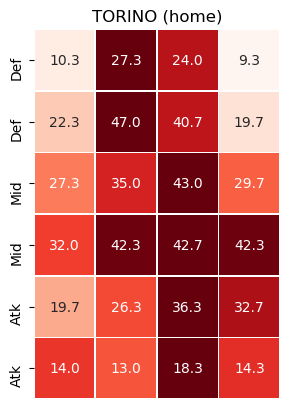 TORINO (home)
Def 10.3 27.3 24.0 9.3
Def 22.3 47.0 40.7 19.7
Mid 27.3 35.0 43.0 29.7
Mid 32.0 42.3 42.7 42.3
Atk 19.7 26.3 36.3 32.7
Atk 14.0 13.0 18.3 14.3